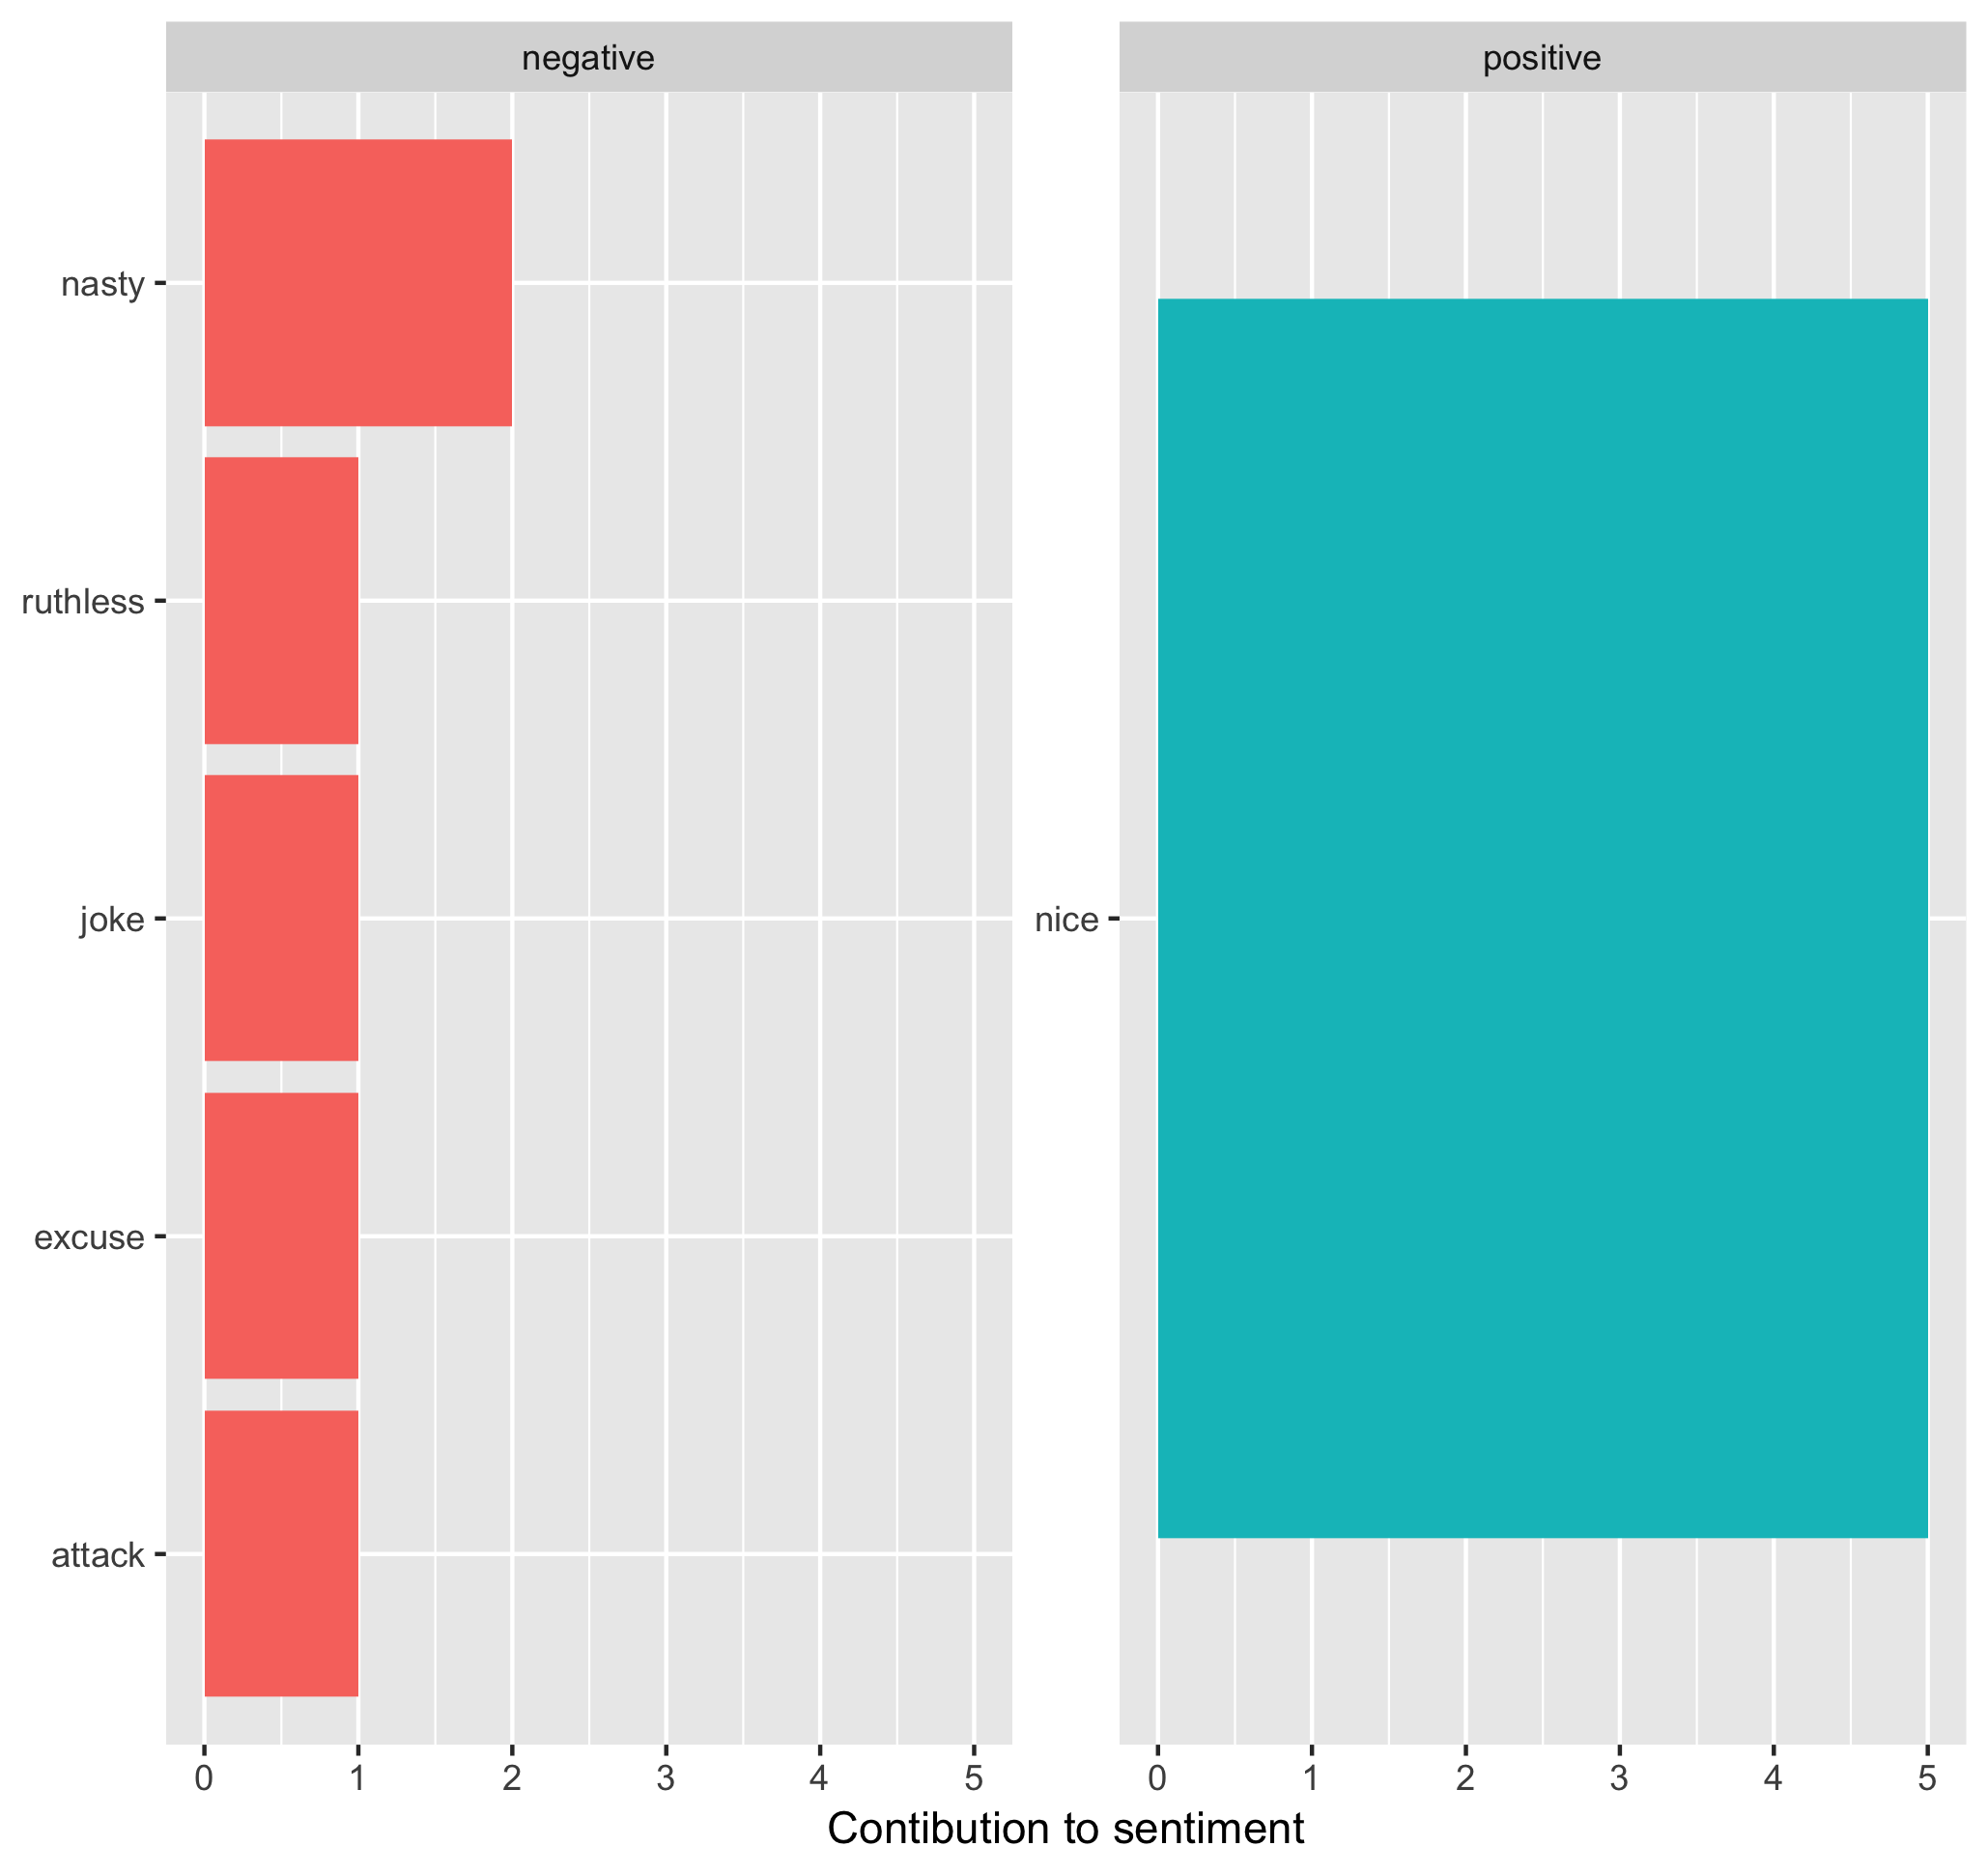 negative
positive
nasty
ruthless
joke
excuse
attack
nice
0 1 2 3 4 5
0 1 2 3 4 5
Contibution to sentiment